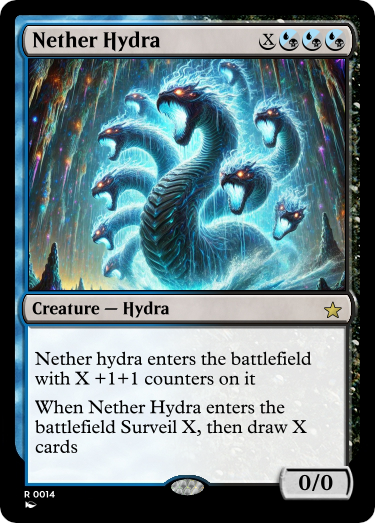 Nether Hydra X
Creature — Hydra
Nether hydra enters the battlefield
with X +1+1 counters on it
When Nether Hydra enters the
battlefield Surveil X, then draw X
cards
0/0
R 0014